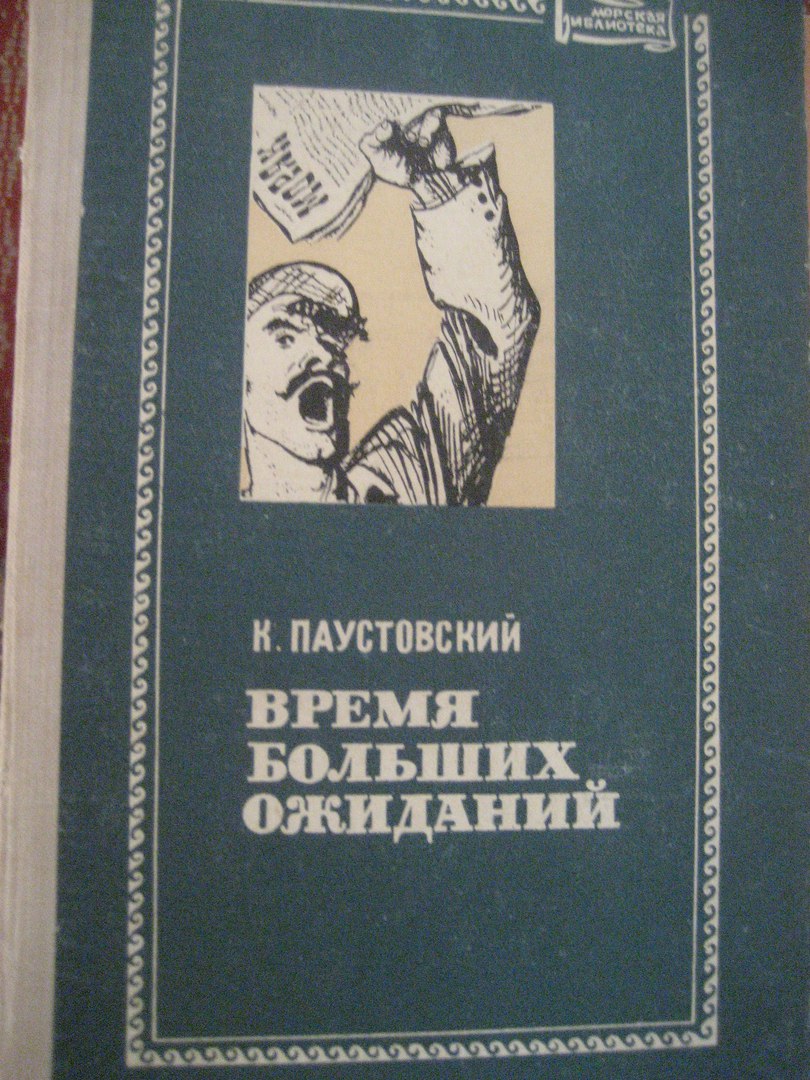 МОРСКАЯ
БИБЛИОТЕКА
МОРЯК
К. ПАУСТОВСКИЙ
ВРЕМЯ
БОЛЬШИХ
ОЖИДАНИЙ